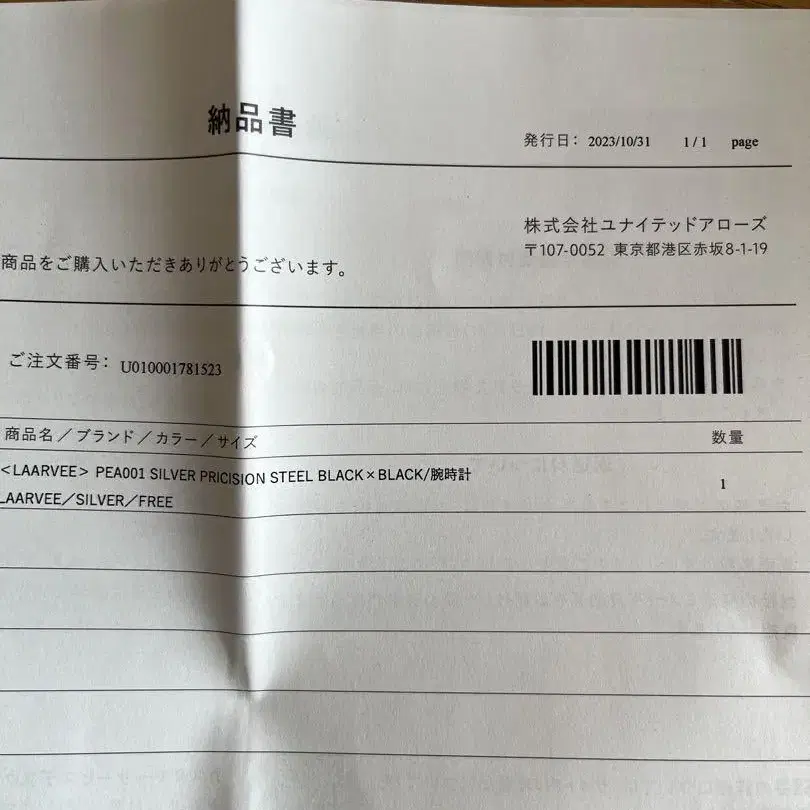 納品書
発行日： 2023/10/31 1/1 page
株式会社ユナイテッドアローズ
〒107-0052 東京都港区赤坂8-1-19
商品をご購入いただきありがとうございます。
ご注文番号： U010001781523
商品名／ブランド／カラー／サイズ 数量
<LAARVEE> PEA001 SILVER PRICISION STEEL BLACK×BLACK/腕時計 1
LAARVEE／SILVER／FREE